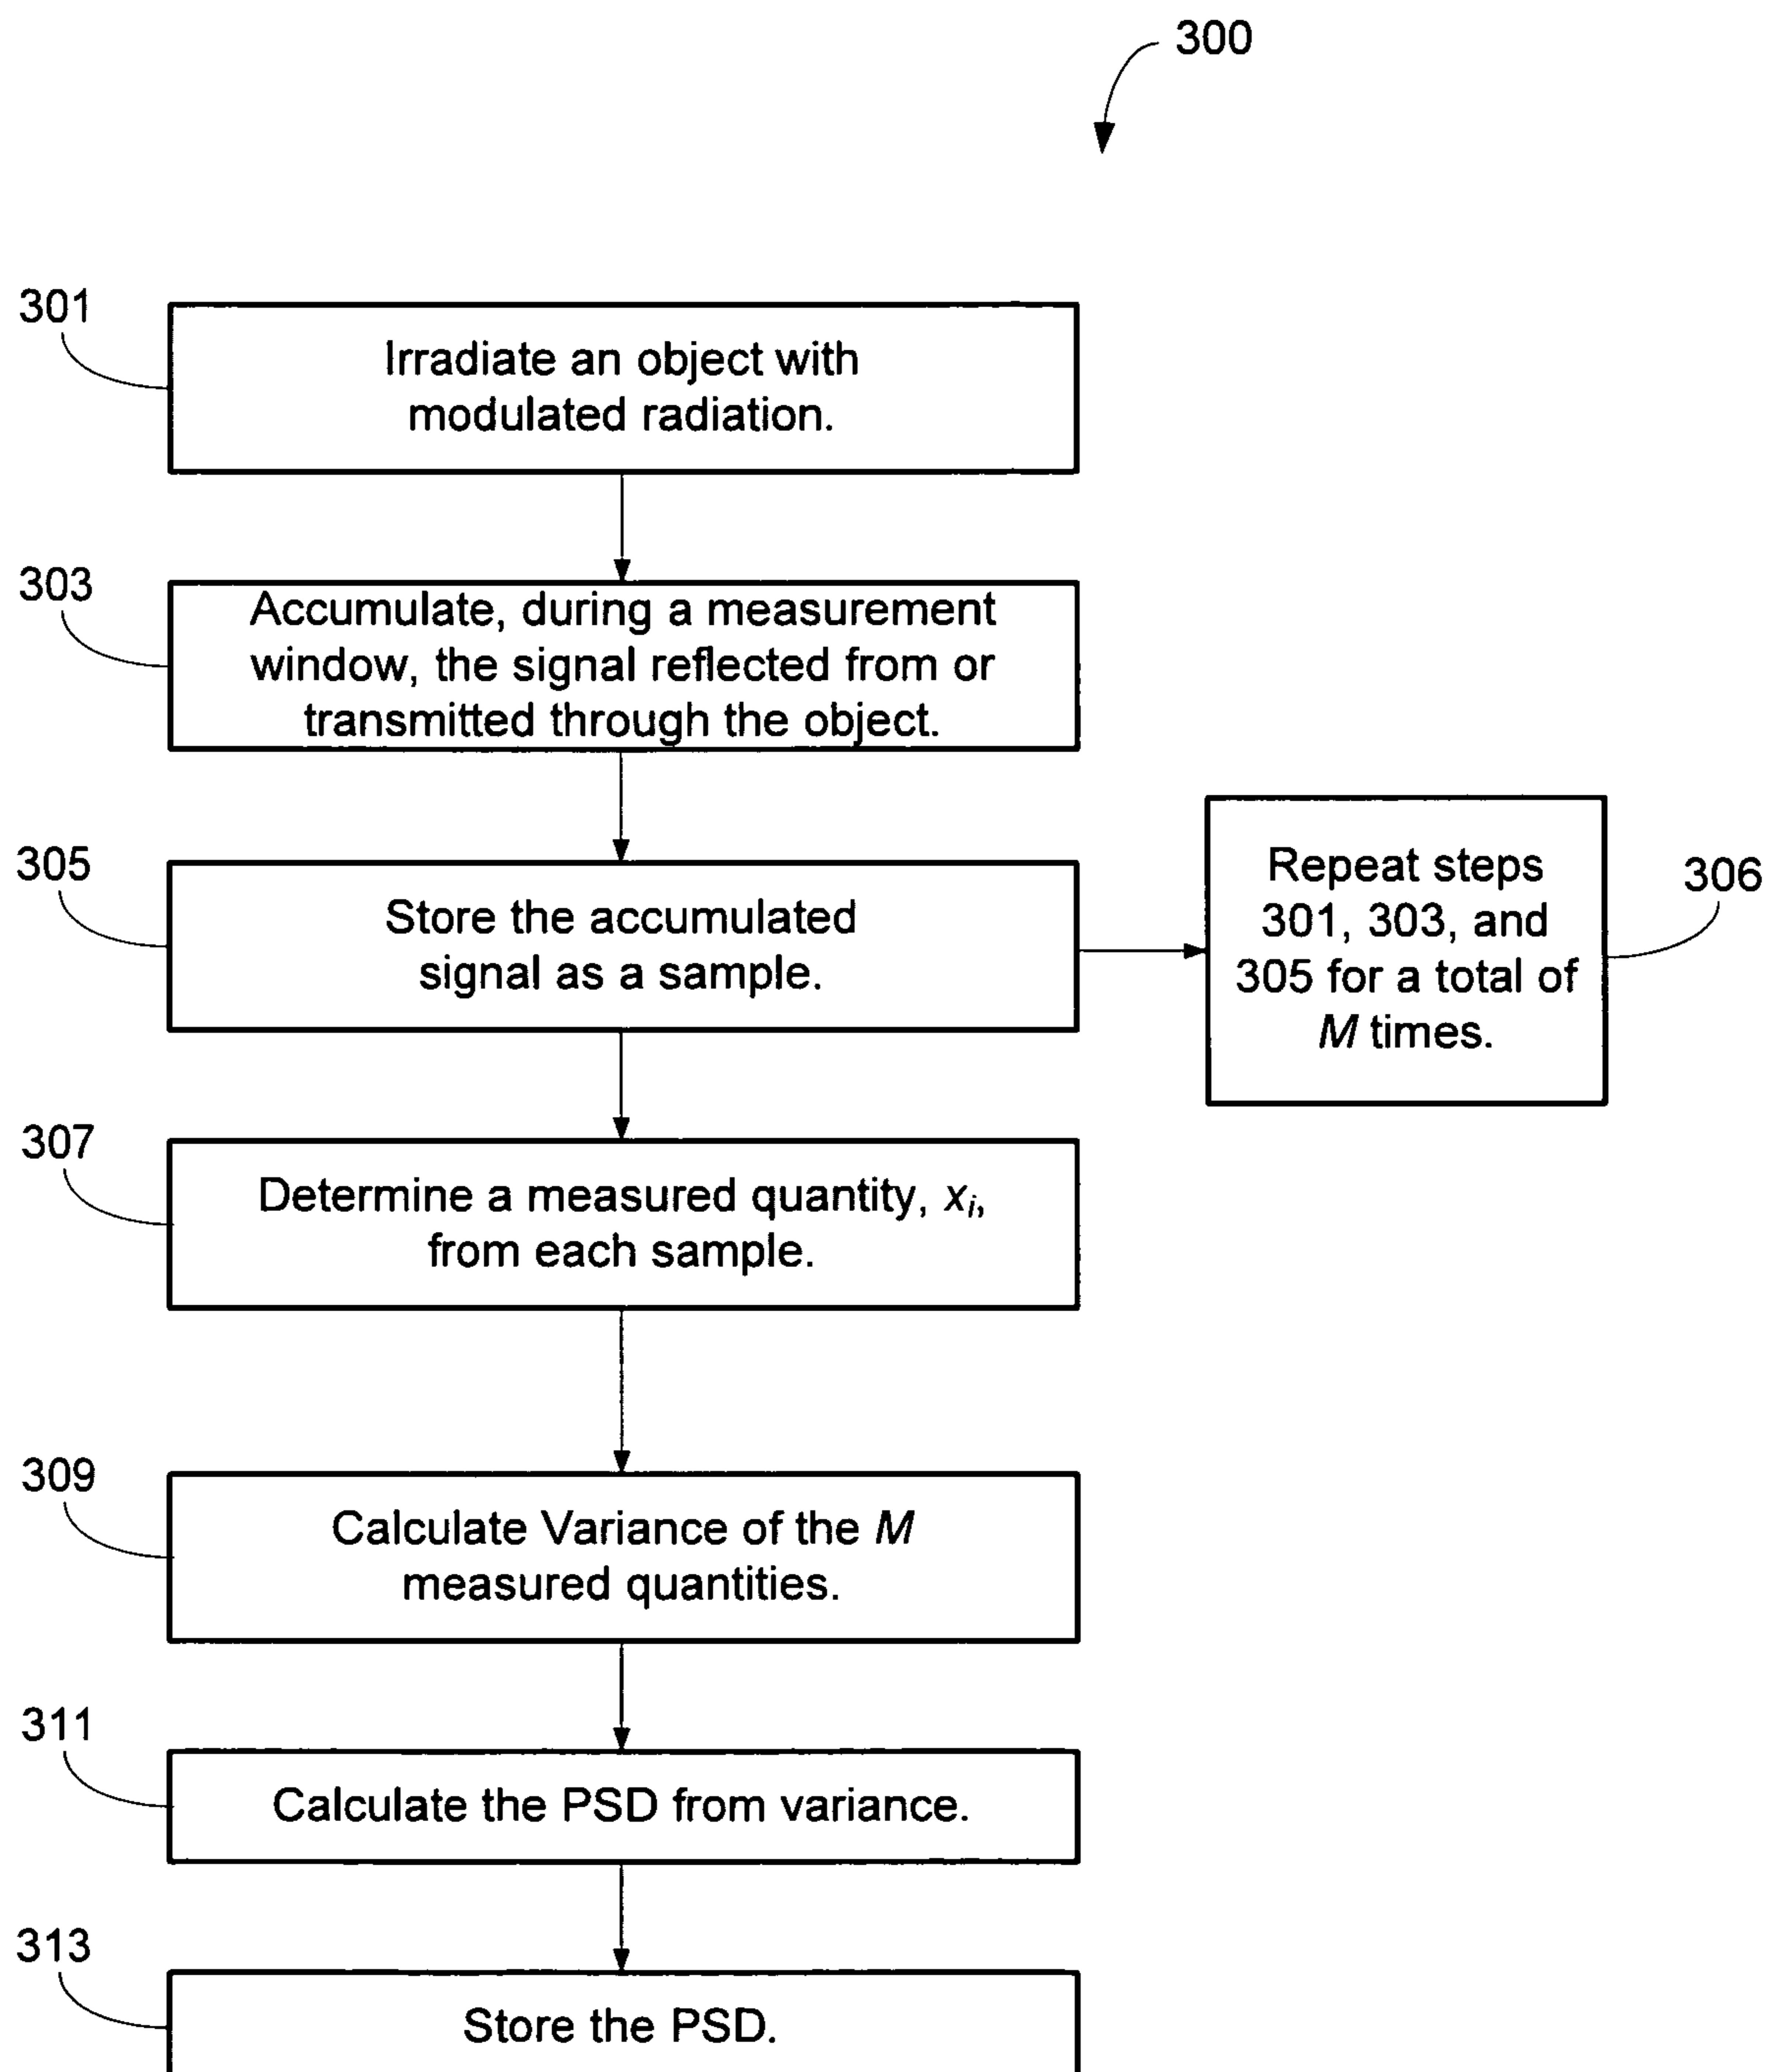 300
301
Irradiate an object with
modulated radiation.
303
Accumulate, during a measurement
window, the signal reflected from or
transmitted through the object.
305
Store the accumulated
signal as a sample.
Repeat steps
301, 303, and
305 for a total of
M times.
306
307
Determine a measured quantity, xi,
from each sample.
309
Calculate Variance of the M
measured quantities.
311
Calculate the PSD from variance.
313
Store the PSD.